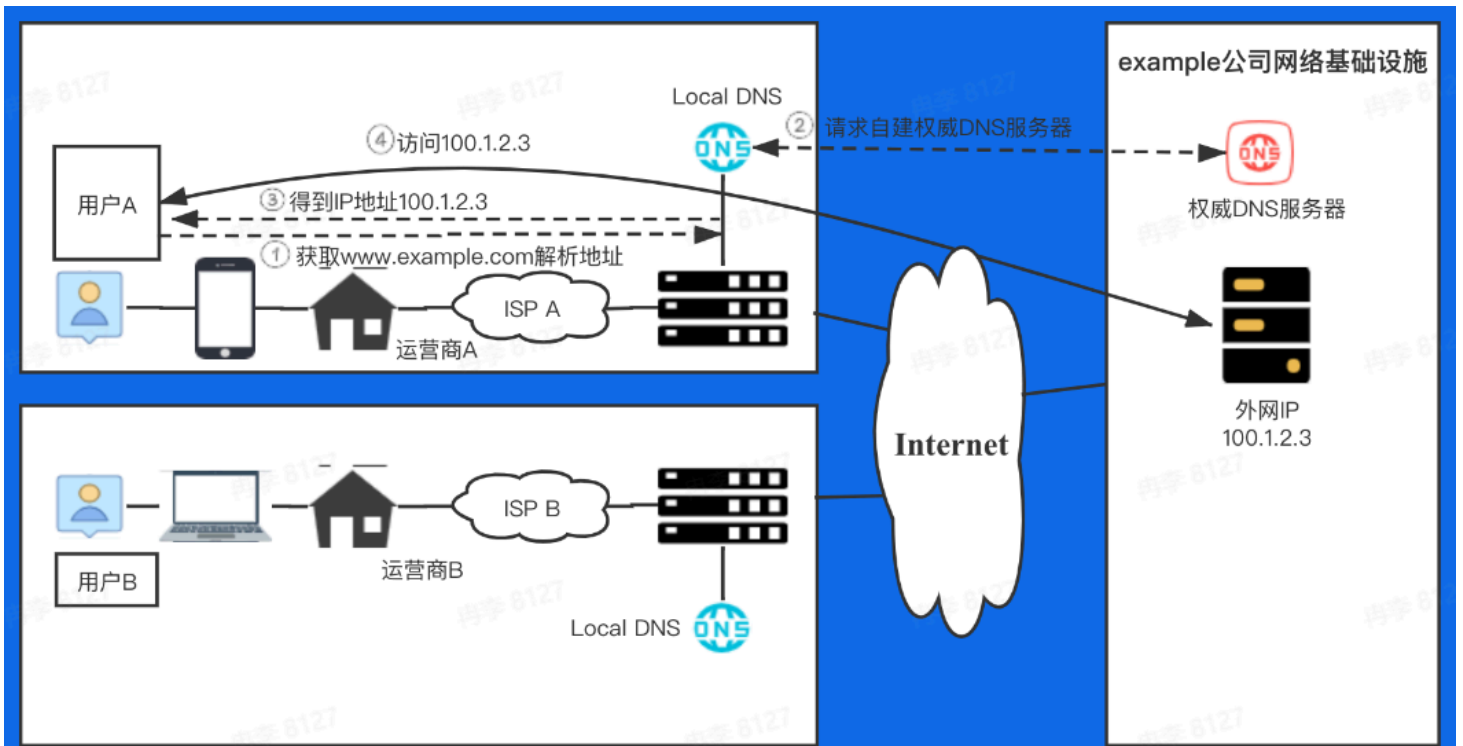 example公司网络基础设施
Local DNS
DNS
② 请求自建权威DNS服务器
DNS
④访问100.1.2.3
用户A
③得到IP地址100.1.2.3
权威DNS服务器
①获取www.example.com解析地址
ISP A
运营商A
外网IP
100.1.2.3
Internet
ISP B
运营商B
用户B
Local DNS
DNS